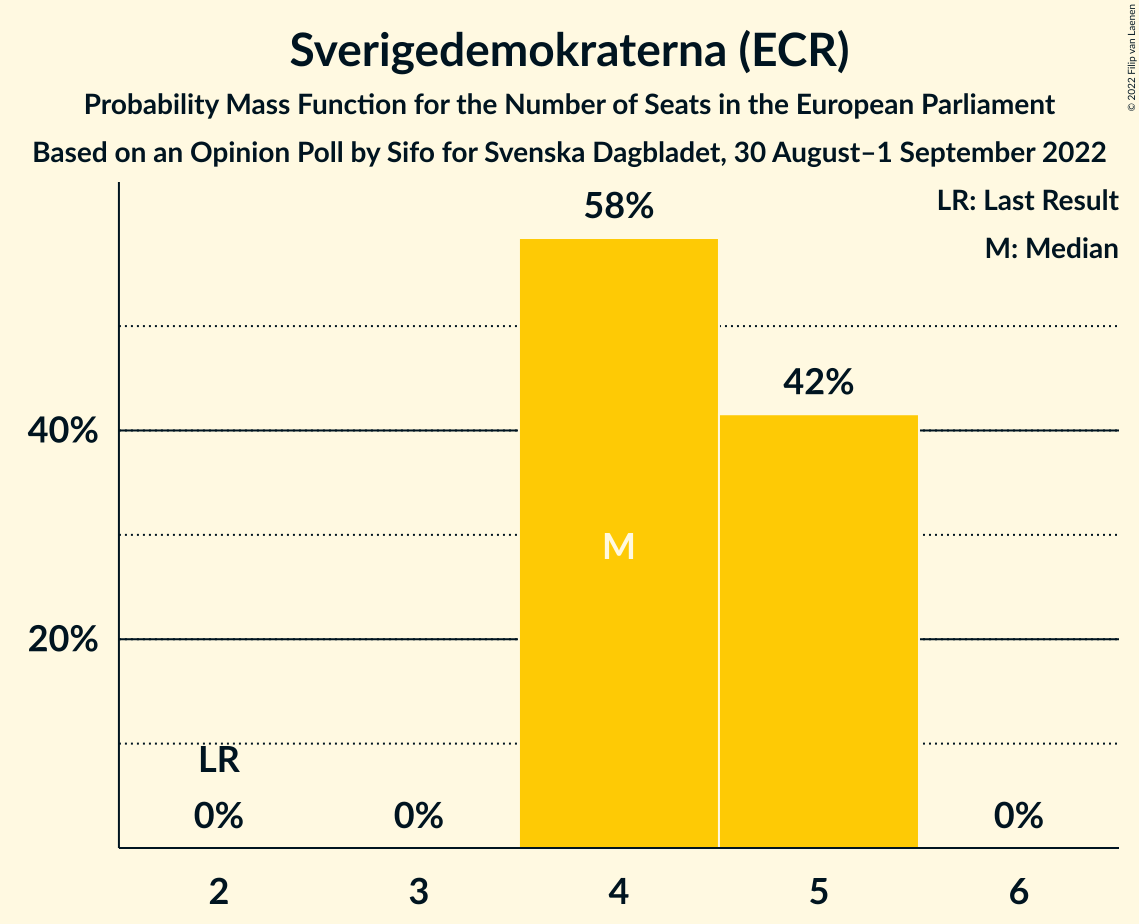 Sverigedemokraterna (ECR)
Probability Mass Function for the Number of Seats in the European Parliament
Based on an Opinion Poll by Sifo for Svenska Dagbladet, 30 August–1 September 2022
© 2022 Filip van Laenen
LR: Last Result
M: Median
58%
42%
40%
M
20%
LR
0%
0%
0%
2
3
4
5
6